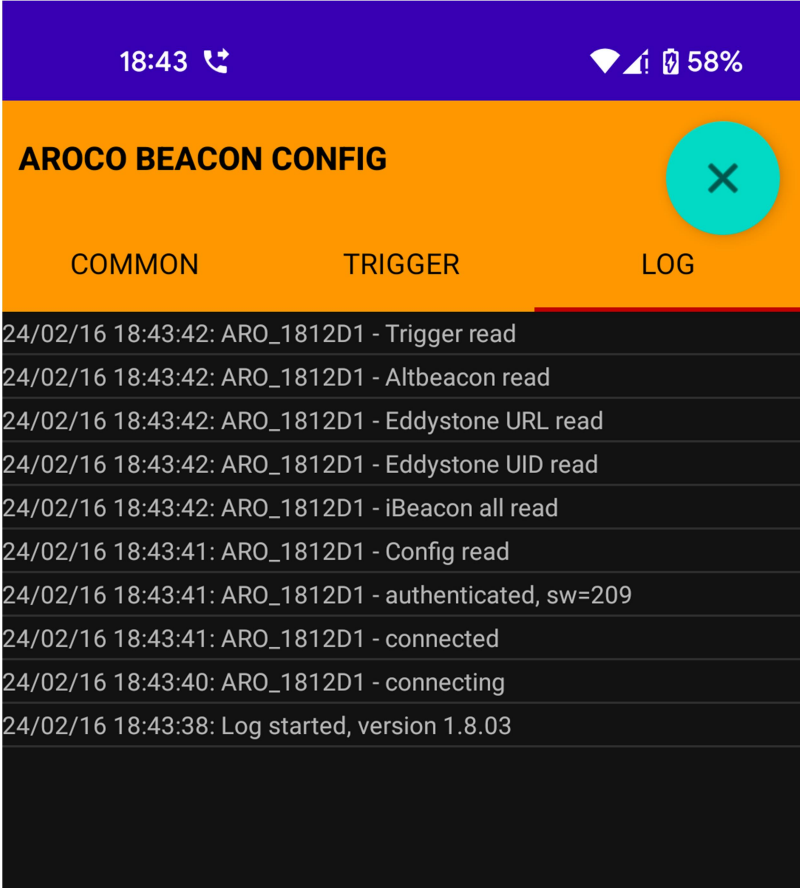 18:43 58%
AROCO BEACON CONFIG
COMMON TRIGGER LOG
24/02/16 18:43:42: ARO_1812D1 - Trigger read
24/02/16 18:43:42: ARO_1812D1 - Altbeacon read
24/02/16 18:43:42: ARO_1812D1 - Eddystone URL read
24/02/16 18:43:42: ARO_1812D1 - Eddystone UID read
24/02/16 18:43:42: ARO_1812D1 - iBeacon all read
24/02/16 18:43:41: ARO_1812D1 - Config read
24/02/16 18:43:41: ARO_1812D1 - authenticated, sw=209
24/02/16 18:43:41: ARO_1812D1 - connected
24/02/16 18:43:40: ARO_1812D1 - connecting
24/02/16 18:43:38: Log started, version 1.8.03